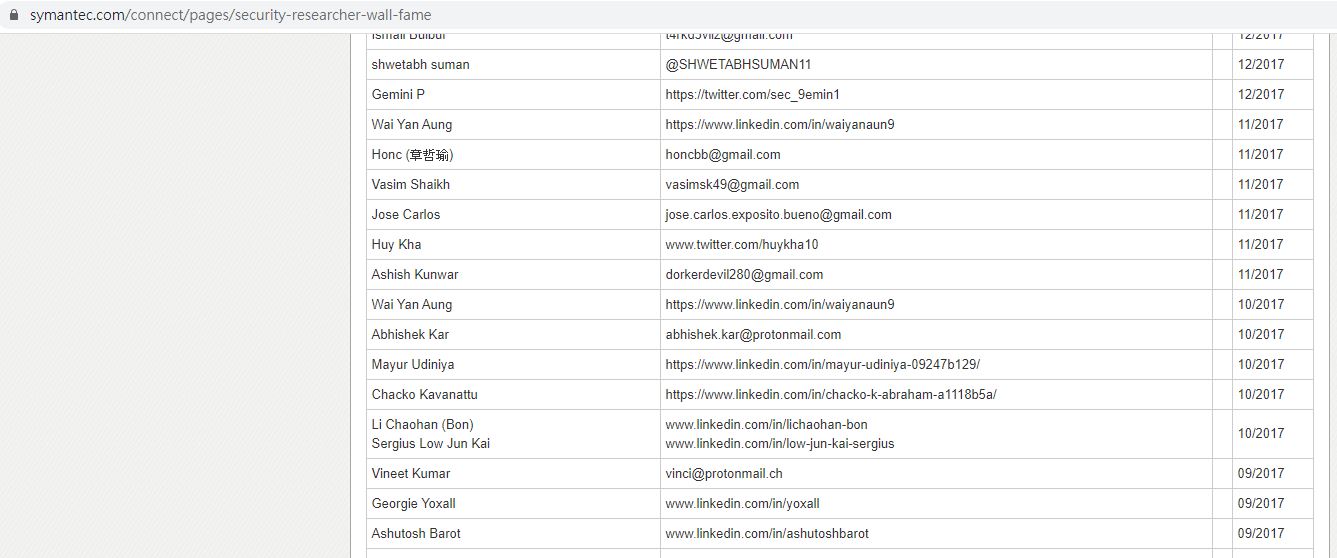 symantec.com/connect/pages/security-researcher-wall-fame
shwetabh suman @SHWETABHSUMAN11 12/2017
Gemini P https://twitter.com/sec_9emin1 12/2017
Wai Yan Aung https://www.linkedin.com/in/waiyanaun9 11/2017
Honc (章哲瑜) honcbb@gmail.com 11/2017
Vasim Shaikh vasimsk49@gmail.com 11/2017
Jose Carlos jose.carlos.exposito.bueno@gmail.com 11/2017
Huy Kha www.twitter.com/huykha10 11/2017
Ashish Kunwar dorkerdevil280@gmail.com 11/2017
Wai Yan Aung https://www.linkedin.com/in/waiyanaun9 10/2017
Abhishek Kar abhishek.kar@protonmail.com 10/2017
Mayur Udiniya https://www.linkedin.com/in/mayur-udiniya-09247b129/ 10/2017
Chacko Kavanattu https://www.linkedin.com/in/chacko-k-abraham-a1118b5a/ 10/2017
Li Chaohan (Bon) www.linkedin.com/in/lichaohan-bon
Sergius Low Jun Kai www.linkedin.com/in/low-jun-kai-sergius 10/2017
Vineet Kumar vinci@protonmail.ch 09/2017
Georgie Yoxall www.linkedin.com/in/yoxall 09/2017
Ashutosh Barot www.linkedin.com/in/ashutoshbarot 09/2017